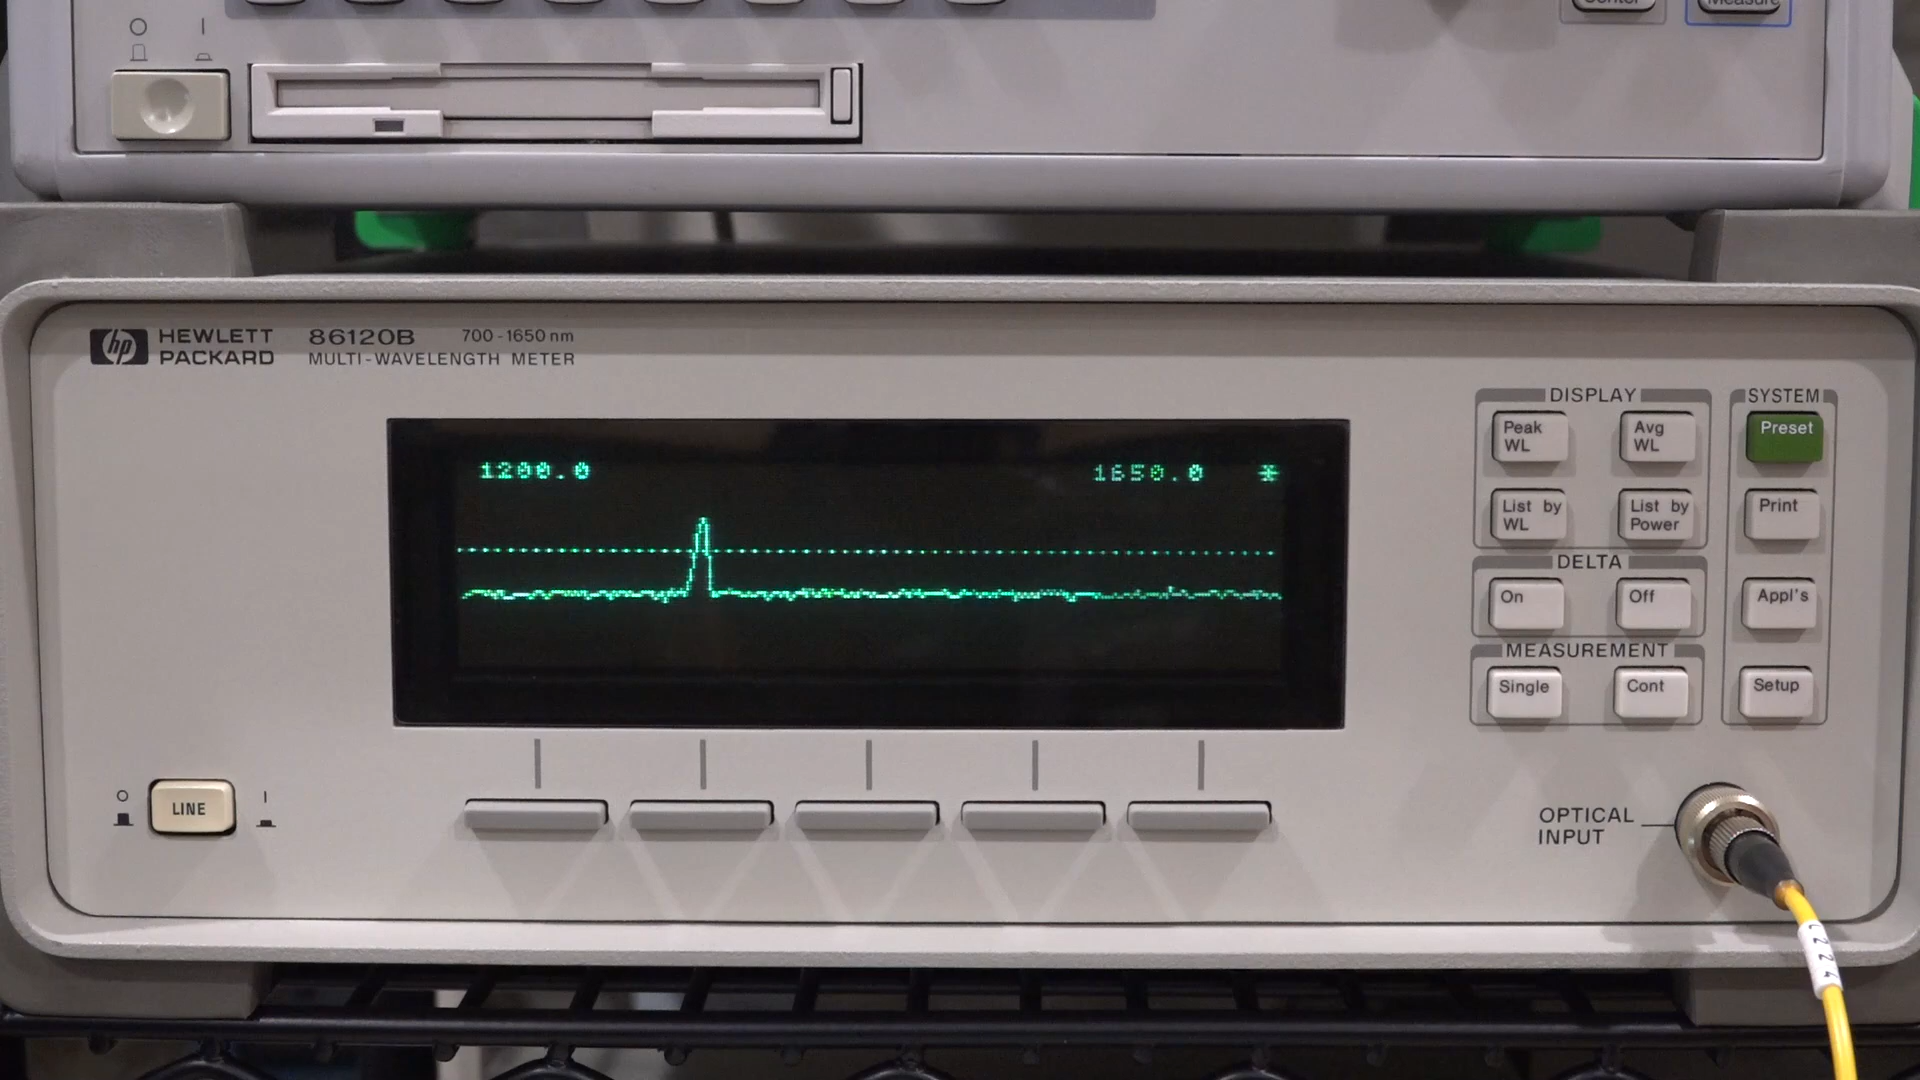 Center
Measure
hp HEWLETT PACKARD
86120B 700-1650 nm
MULTI-WAVELENGTH METER
1200.0 1650.0 *
DISPLAY
Peak WL
Avg WL
List by WL
List by Power
DELTA
On
Off
MEASUREMENT
Single
Cont
SYSTEM
Preset
Print
Appl's
Setup
O LINE I
OPTICAL INPUT
224